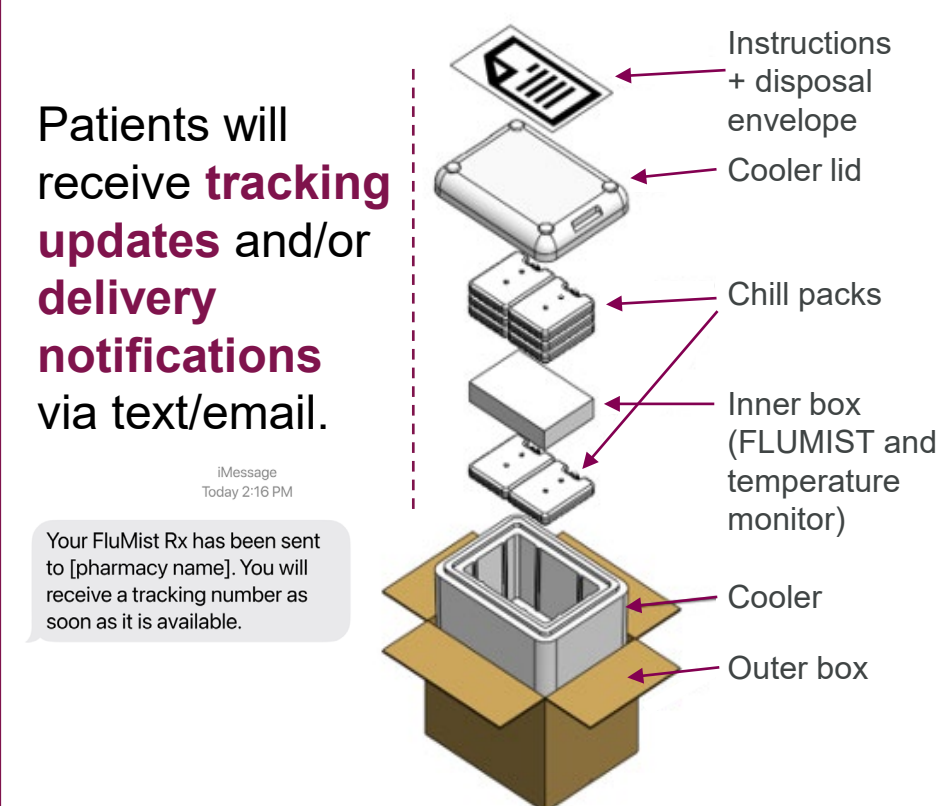 Patients will
receive tracking
updates and/or
delivery
notifications
via text/email.
iMessage
Today 2:16 PM
Your FluMist Rx has been sent
to [pharmacy name]. You will
receive a tracking number as
soon as it is available.
Instructions
+ disposal
envelope
Cooler lid
Chill packs
Inner box
(FLUMIST and
temperature
monitor)
Cooler
Outer box